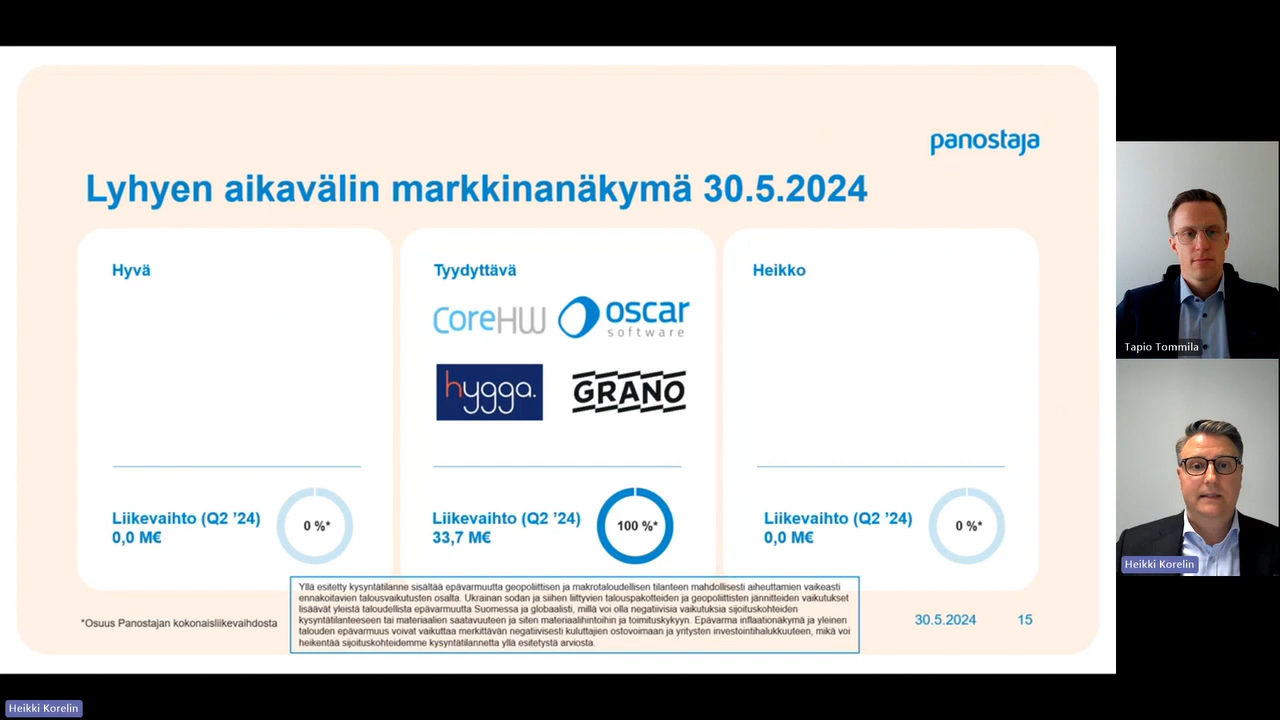 panostaja
Lyhyen aikavälin markkinanäkymä 30.5.2024
Hyvä
Liikevaihto (Q2 ’24)
0,0 M€
0 %*
Tyydyttävä
CoreHW
oscar
software
hygga.
GRANO
Liikevaihto (Q2 ’24)
33,7 M€
100 %*
Heikko
Liikevaihto (Q2 ’24)
0,0 M€
0 %*
Yllä esitetty kysyntätilanne sisältää epävarmuutta geopoliittisen ja makrotaloudellisen tilanteen mahdollisesti aiheuttamien vaikeasti
ennakoitavien talousvaikutusten osalta. Ukrainan sodan ja siihen liittyvien talouspakotteiden ja geopoliittisten jännitteiden vaikutukset
lisäävät yleistä taloudellista epävarmuutta Suomessa ja globaalisti, millä voi olla negatiivisia vaikutuksia sijoituskohteiden
kysyntätilanteeseen tai materiaalien saatavuuteen ja siten materiaalihintoihin ja toimituskykyyn. Epävarma inflaationäkymä ja yleinen
talouden epävarmuus voivat vaikuttaa merkittävän negatiivisesti kuluttajien ostovoimaan ja yritysten investointihalukkuuteen, mikä voi
heikentää sijoituskohteidemme kysyntätilannetta yllä esitetystä arviosta.
*Osuus Panostajan kokonaisliikevaihdosta
30.5.2024
15
Tapio Tommila
Heikki Korelin
Heikki Korelin